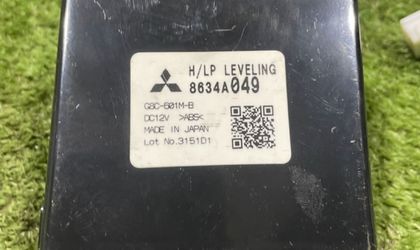 H/LP LEVELING
8634A049
G8C-601M-B
DC12V >ABS<
MADE IN JAPAN
Lot No.3151D1